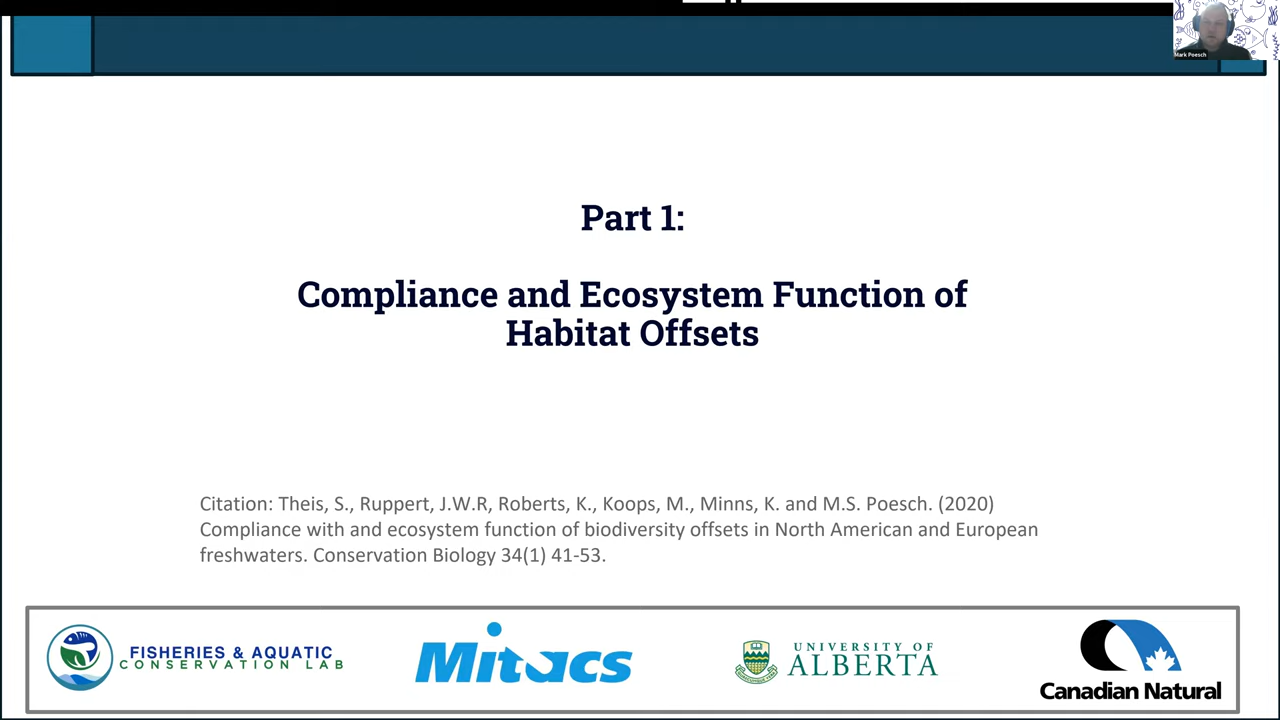 Mark Poesch
Part 1:
Compliance and Ecosystem Function of
Habitat Offsets
Citation: Theis, S., Ruppert, J.W.R, Roberts, K., Koops, M., Minns, K. and M.S. Poesch. (2020)
Compliance with and ecosystem function of biodiversity offsets in North American and European
freshwaters. Conservation Biology 34(1) 41-53.
FISHERIES & AQUATIC
CONSERVATION LAB
Mitacs
UNIVERSITY OF
ALBERTA
Canadian Natural